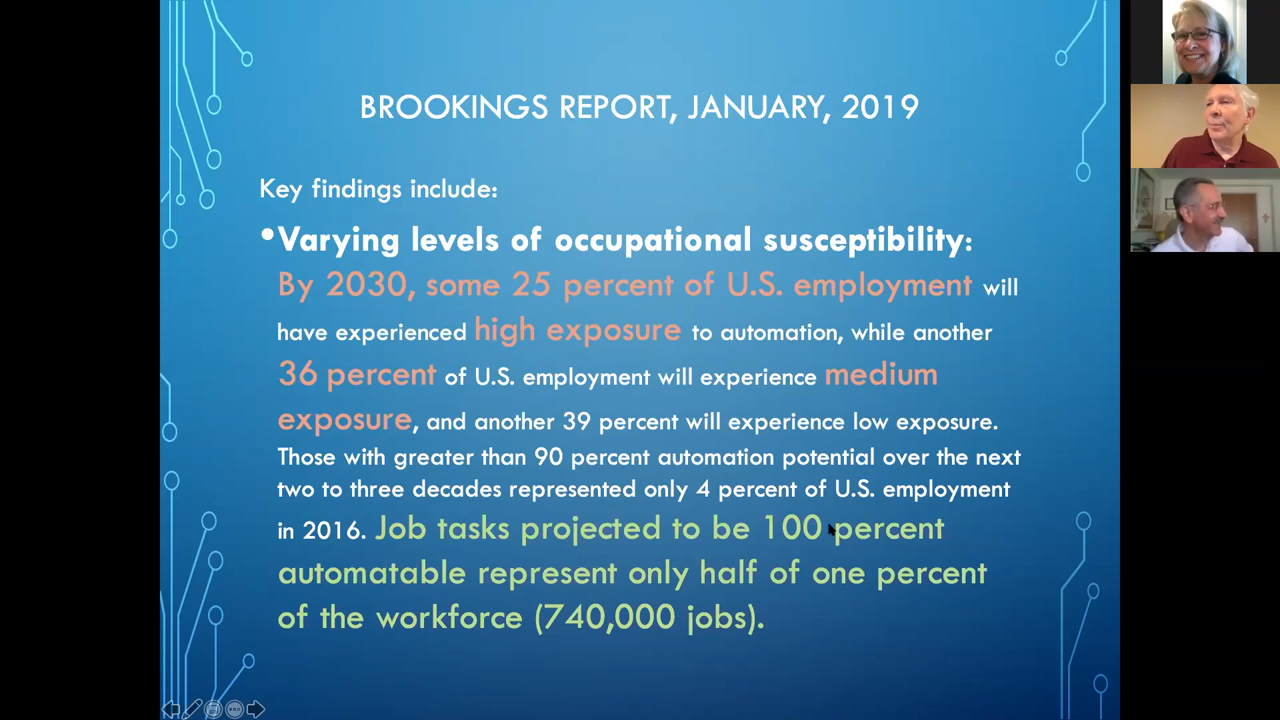 BROOKINGS REPORT, JANUARY, 2019
Key findings include:
•Varying levels of occupational susceptibility:
By 2030, some 25 percent of U.S. employment will
have experienced high exposure to automation, while another
36 percent of U.S. employment will experience medium
exposure, and another 39 percent will experience low exposure.
Those with greater than 90 percent automation potential over the next
two to three decades represented only 4 percent of U.S. employment
in 2016. Job tasks projected to be 100 percent
automatable represent only half of one percent
of the workforce (740,000 jobs).